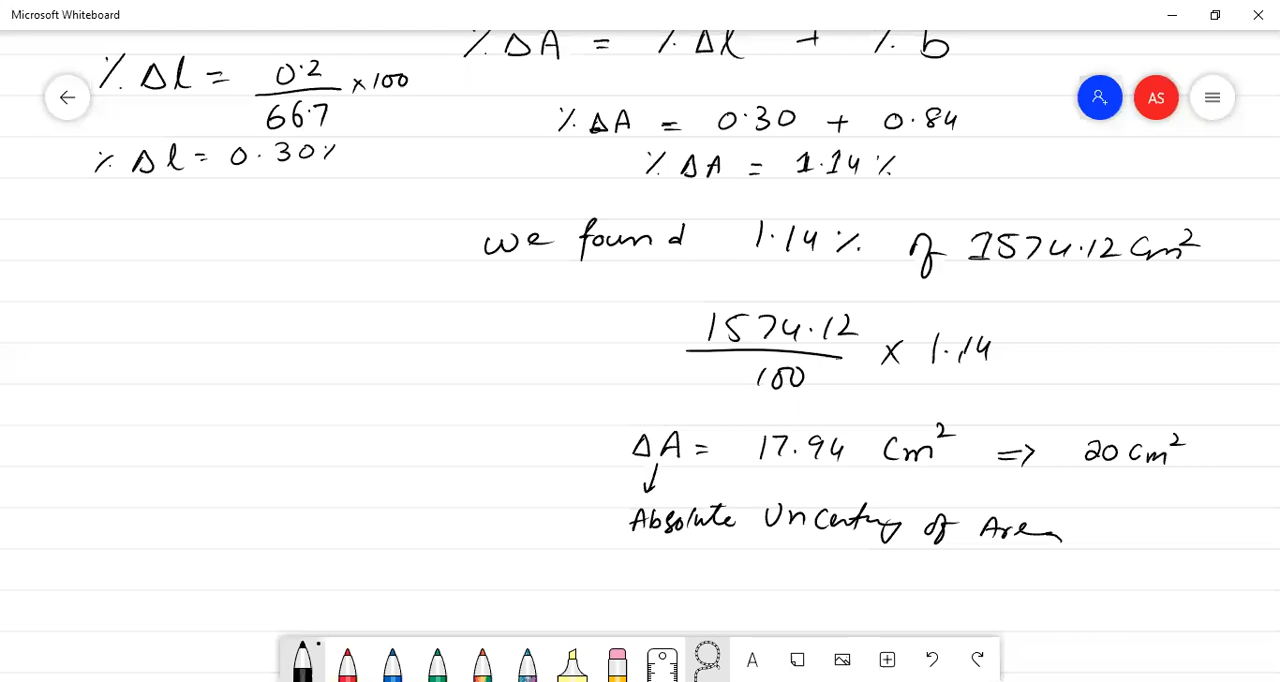 Microsoft Whiteboard
% ΔA = % Δl + % b
% Δl = 0.2 / 66.7 × 100
AS
% ΔA = 0.30 + 0.84
% Δl = 0.30%
% ΔA = 1.14 %
we found 1.14 % of 1574.12 Cm²
1574.12 / 100 × 1.14
ΔA = 17.94 Cm² => 20 cm²
↓
Absolute Uncertny of Area
A